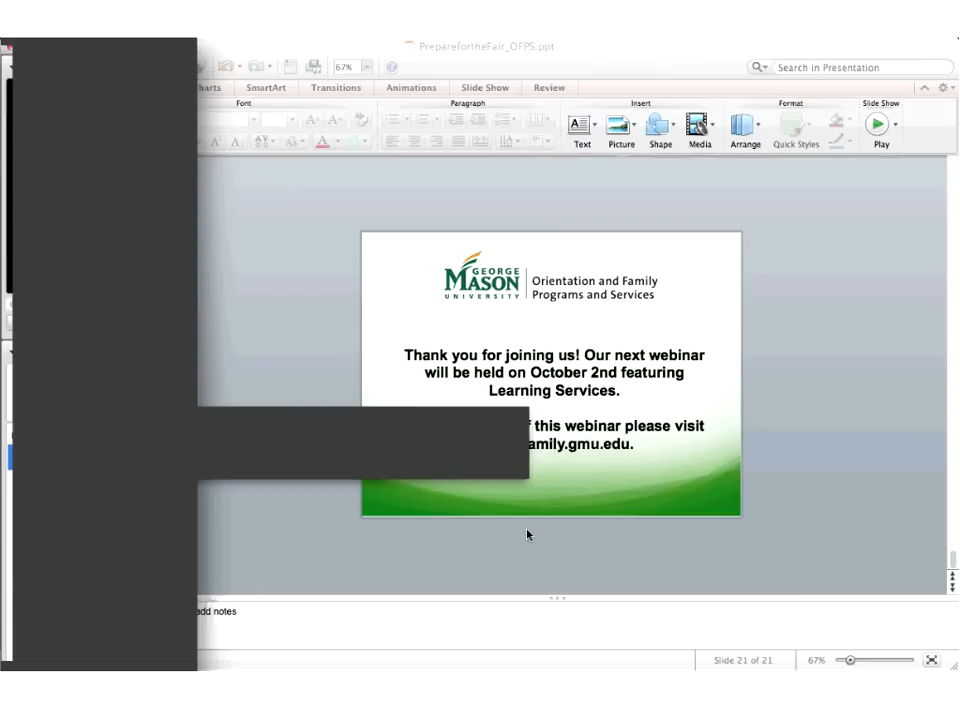 PreparefortheFair_OFPS.ppt
67%
Search in Presentation
harts SmartArt Transitions Animations Slide Show Review
Font Paragraph Insert Format Slide Show
Text Picture Shape Media Arrange Quick Styles Play
GEORGE
MASON
UNIVERSITY
Orientation and Family
Programs and Services
Thank you for joining us! Our next webinar
will be held on October 2nd featuring
Learning Services.
this webinar please visit
amily.gmu.edu.
add notes
Slide 21 of 21 67%